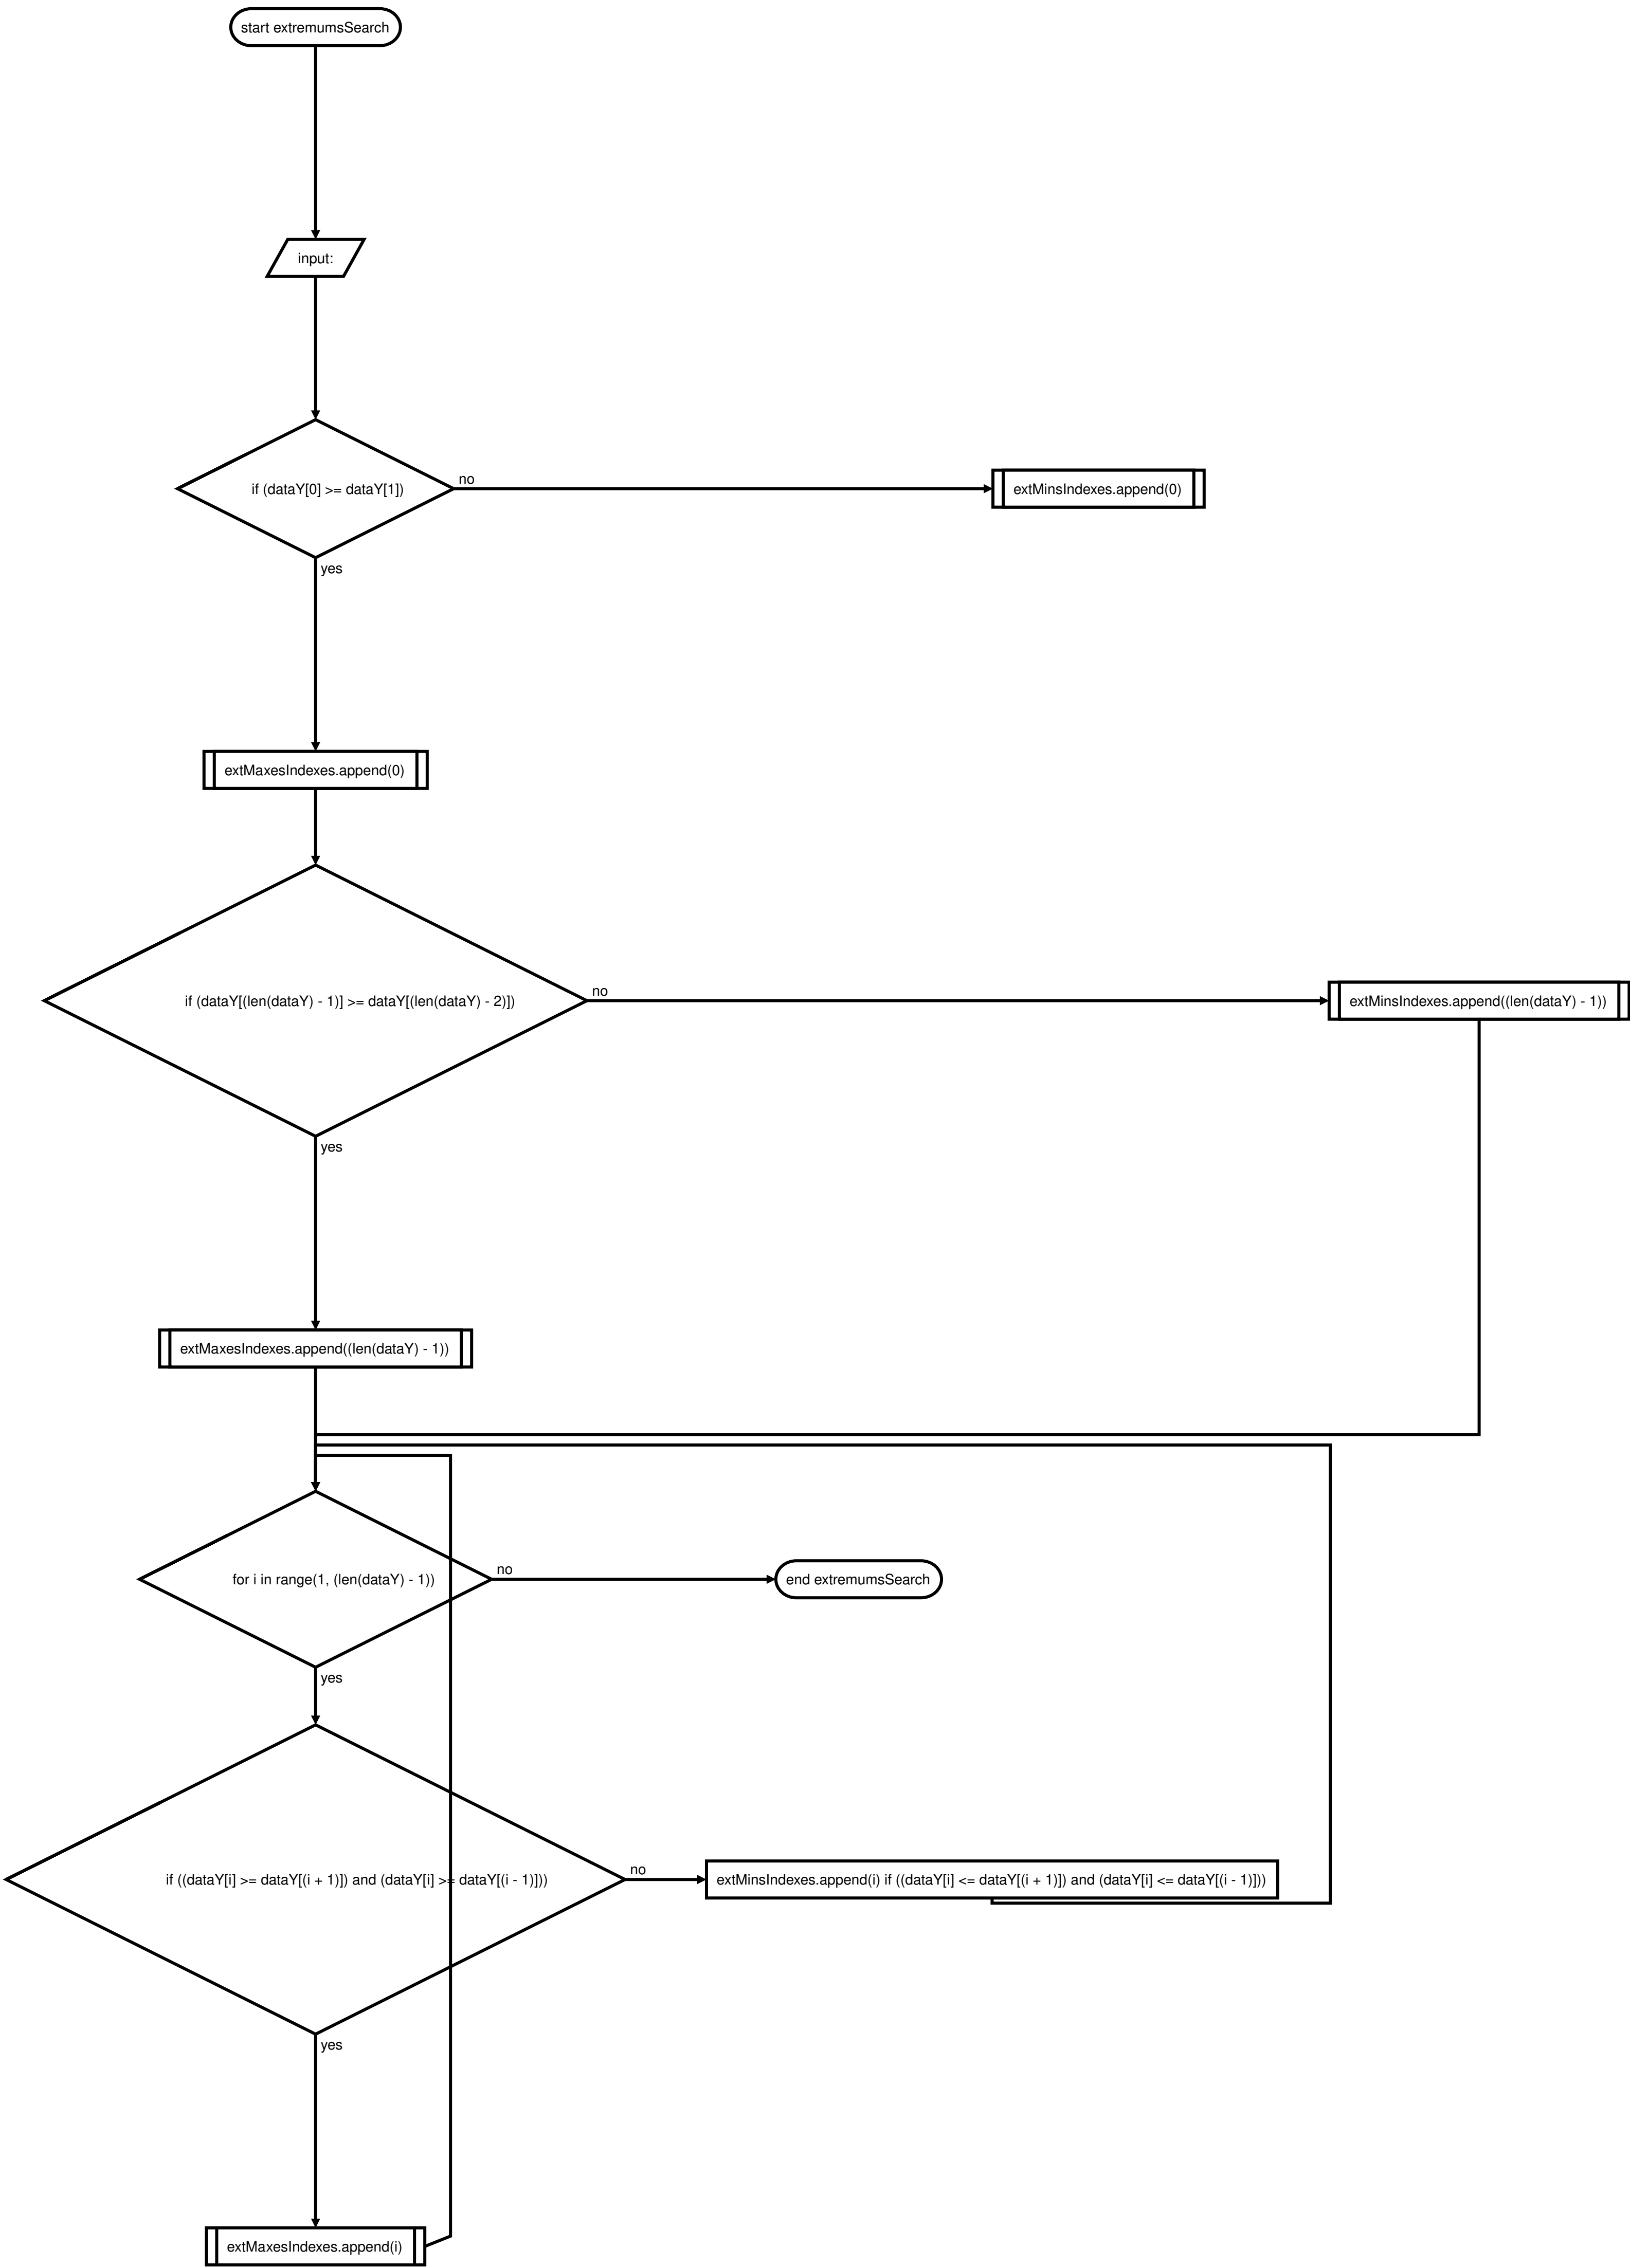 start extremumsSearch
input:
if (dataY[0] >= dataY[1])
no
extMinsIndexes.append(0)
yes
extMaxesIndexes.append(0)
if (dataY[(len(dataY) - 1)] >= dataY[(len(dataY) - 2)])
no
extMinsIndexes.append((len(dataY) - 1))
yes
extMaxesIndexes.append((len(dataY) - 1))
for i in range(1, (len(dataY) - 1))
no
end extremumsSearch
yes
if ((dataY[i] >= dataY[(i + 1)]) and (dataY[i] >= dataY[(i - 1)]))
no
extMinsIndexes.append(i) if ((dataY[i] <= dataY[(i + 1)]) and (dataY[i] <= dataY[(i - 1)]))
yes
extMaxesIndexes.append(i)